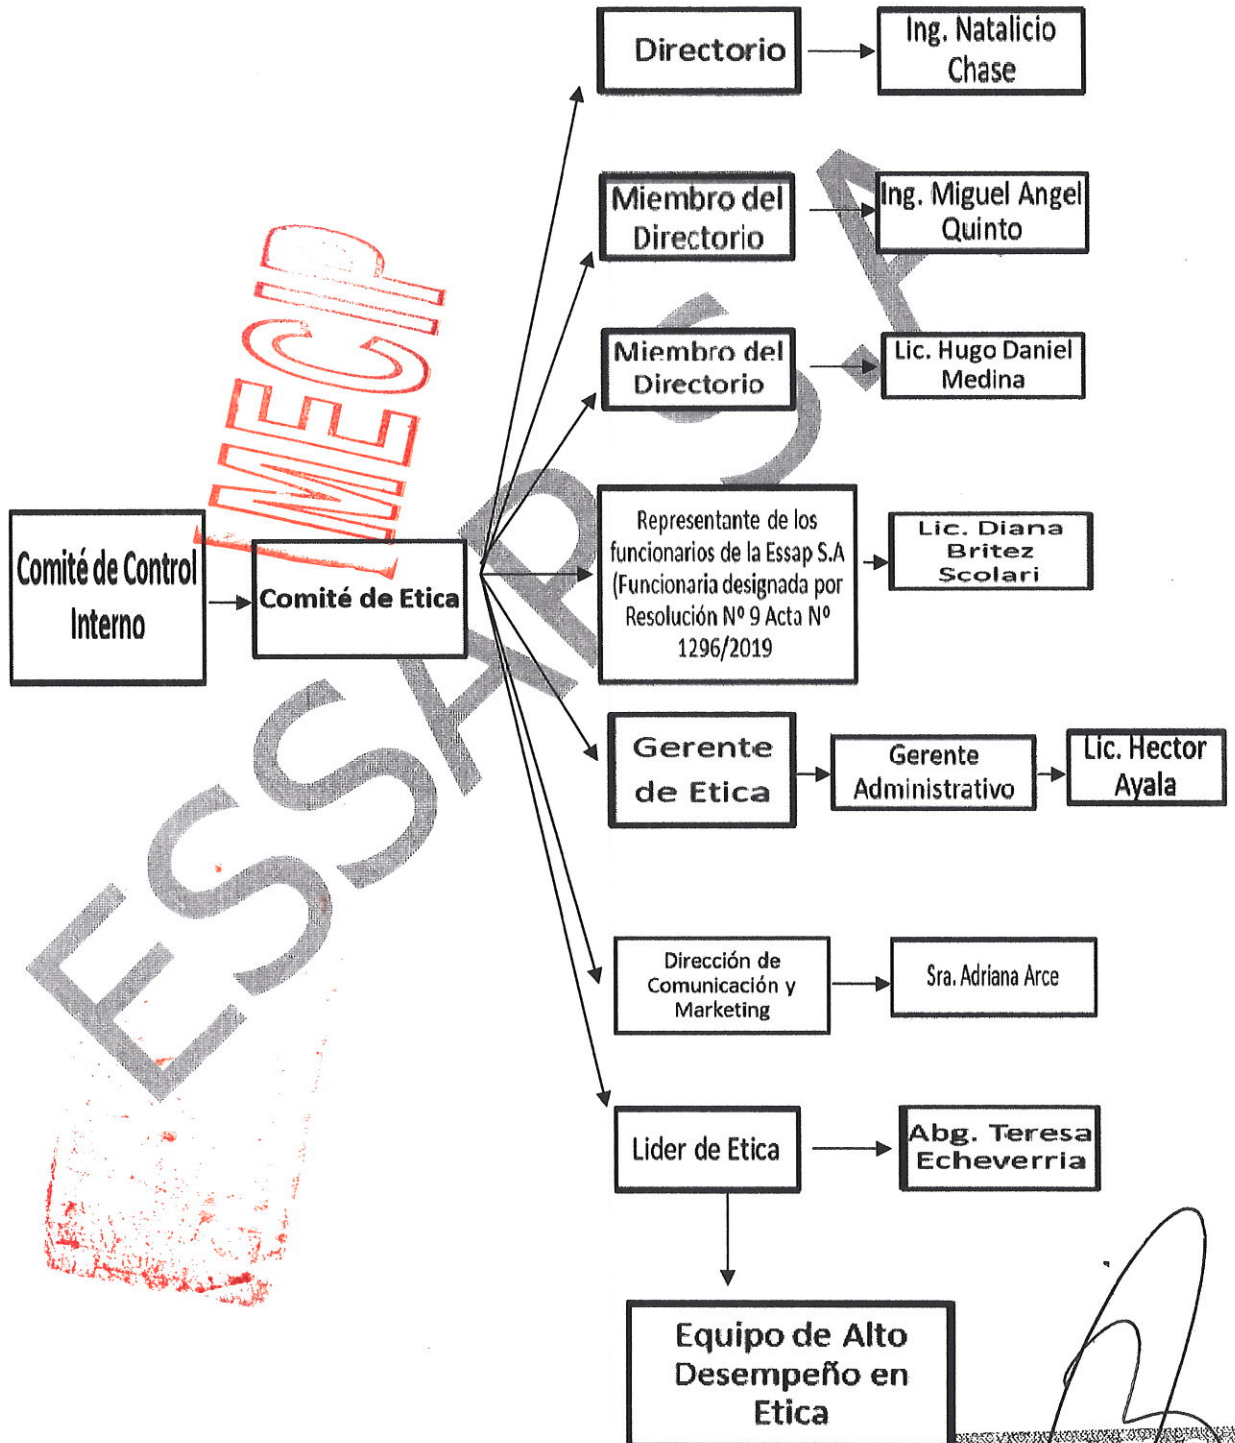 Directorio
Ing. Natalicio
Chase
Miembro del
Directorio
Ing. Miguel Angel
Quinto
Miembro del
Directorio
Lic. Hugo Daniel
Medina
Comité de Control
Interno
Comité de Etica
Representante de los
funcionarios de la Essap S.A
(Funcionaria designada por
Resolución Nº 9 Acta Nº
1296/2019
Lic. Diana
Britez
Scolari
Gerente
de Etica
Gerente
Administrativo
Lic. Hector
Ayala
Dirección de
Comunicación y
Marketing
Sra. Adriana Arce
Lider de Etica
Abg. Teresa
Echeverria
Equipo de Alto
Desempeño en
Etica
ESSAP S.A
MECIP